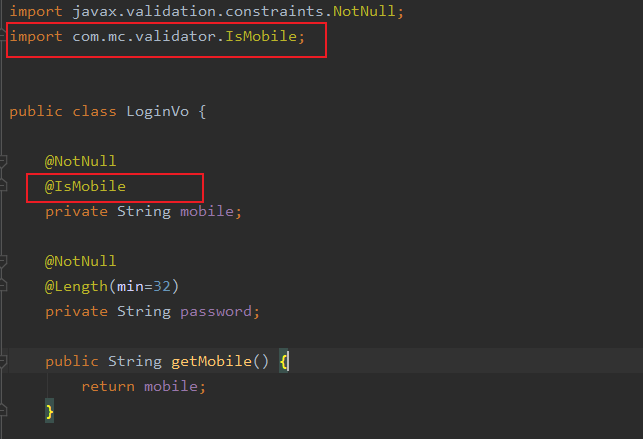 import javax.validation.constraints.NotNull;
import com.mc.validator.IsMobile;
public class LoginVo {
@NotNull
@IsMobile
private String mobile;
@NotNull
@Length(min=32)
private String password;
public String getMobile() {
return mobile;
}